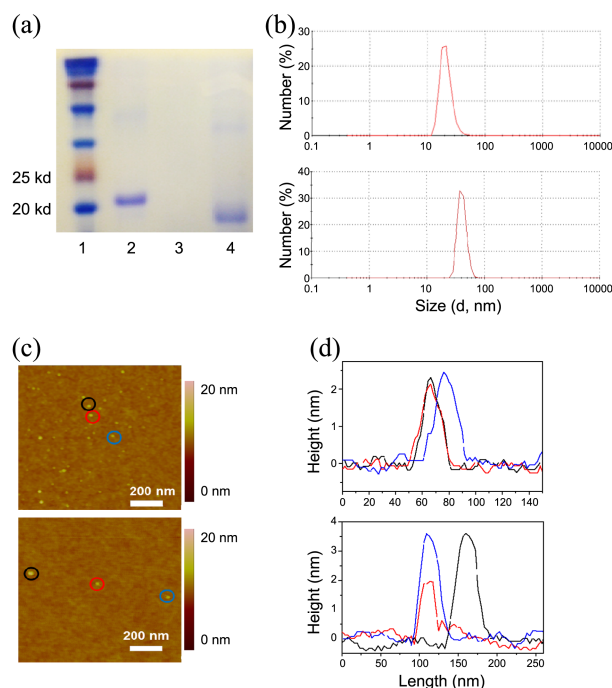 (a)
25 kd
20 kd
1 2 3 4
(b)
Number (%)
30
20
10
0
0.1 1 10 100 1000 10000
Number (%)
40
30
20
10
0
0.1 1 10 100 1000 10000
Size (d, nm)
(c)
200 nm
20 nm
0 nm
200 nm
20 nm
0 nm
(d)
Height (nm)
2
1
0
0 20 40 60 80 100 120 140
Height (nm)
4
3
2
1
0
0 50 100 150 200 250
Length (nm)